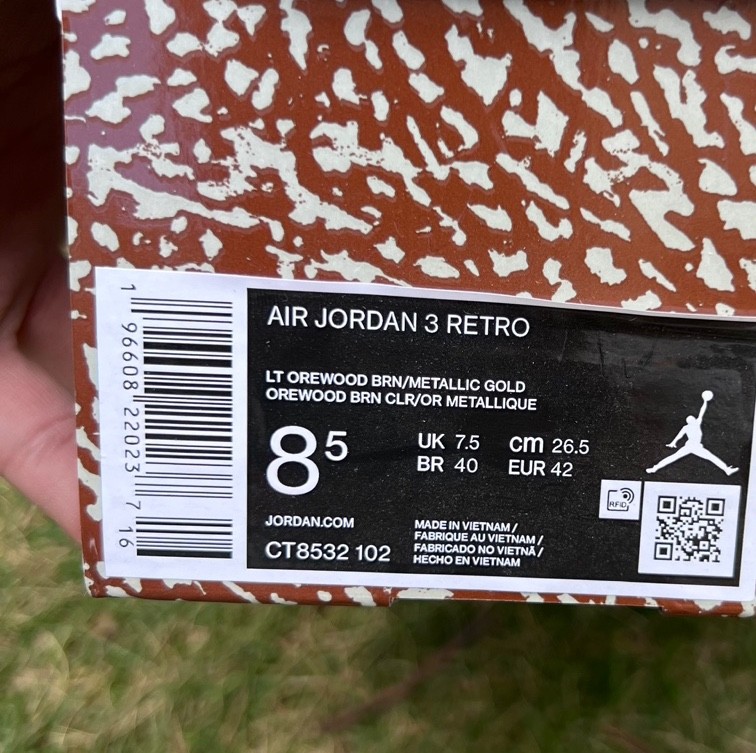 1 96608 22023 7 16
AIR JORDAN 3 RETRO
LT OREWOOD BRN/METALLIC GOLD
OREWOOD BRN CLR/OR METALLIQUE
8 5
UK 7.5 cm 26.5
BR 40 EUR 42
RFID
JORDAN.COM
CT8532 102
MADE IN VIETNAM /
FABRIQUE AU VIETNAM /
FABRICADO NO VIETNÃ /
HECHO EN VIETNAM